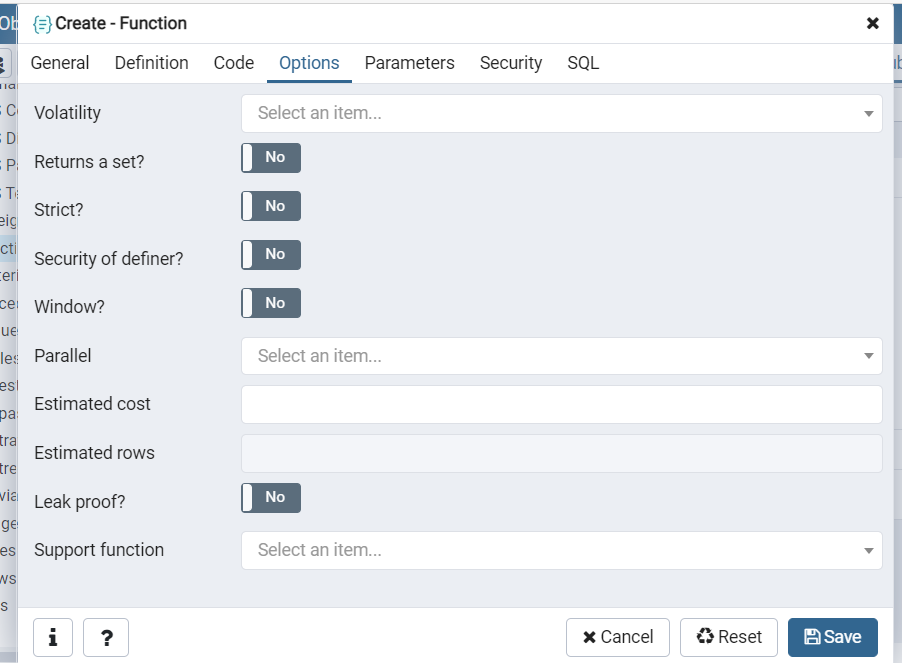 Create - Function
General Definition Code Options Parameters Security SQL
Volatility Select an item...
Returns a set? No
Strict? No
Security of definer? No
Window? No
Parallel Select an item...
Estimated cost
Estimated rows
Leak proof? No
Support function Select an item...
Cancel Reset Save